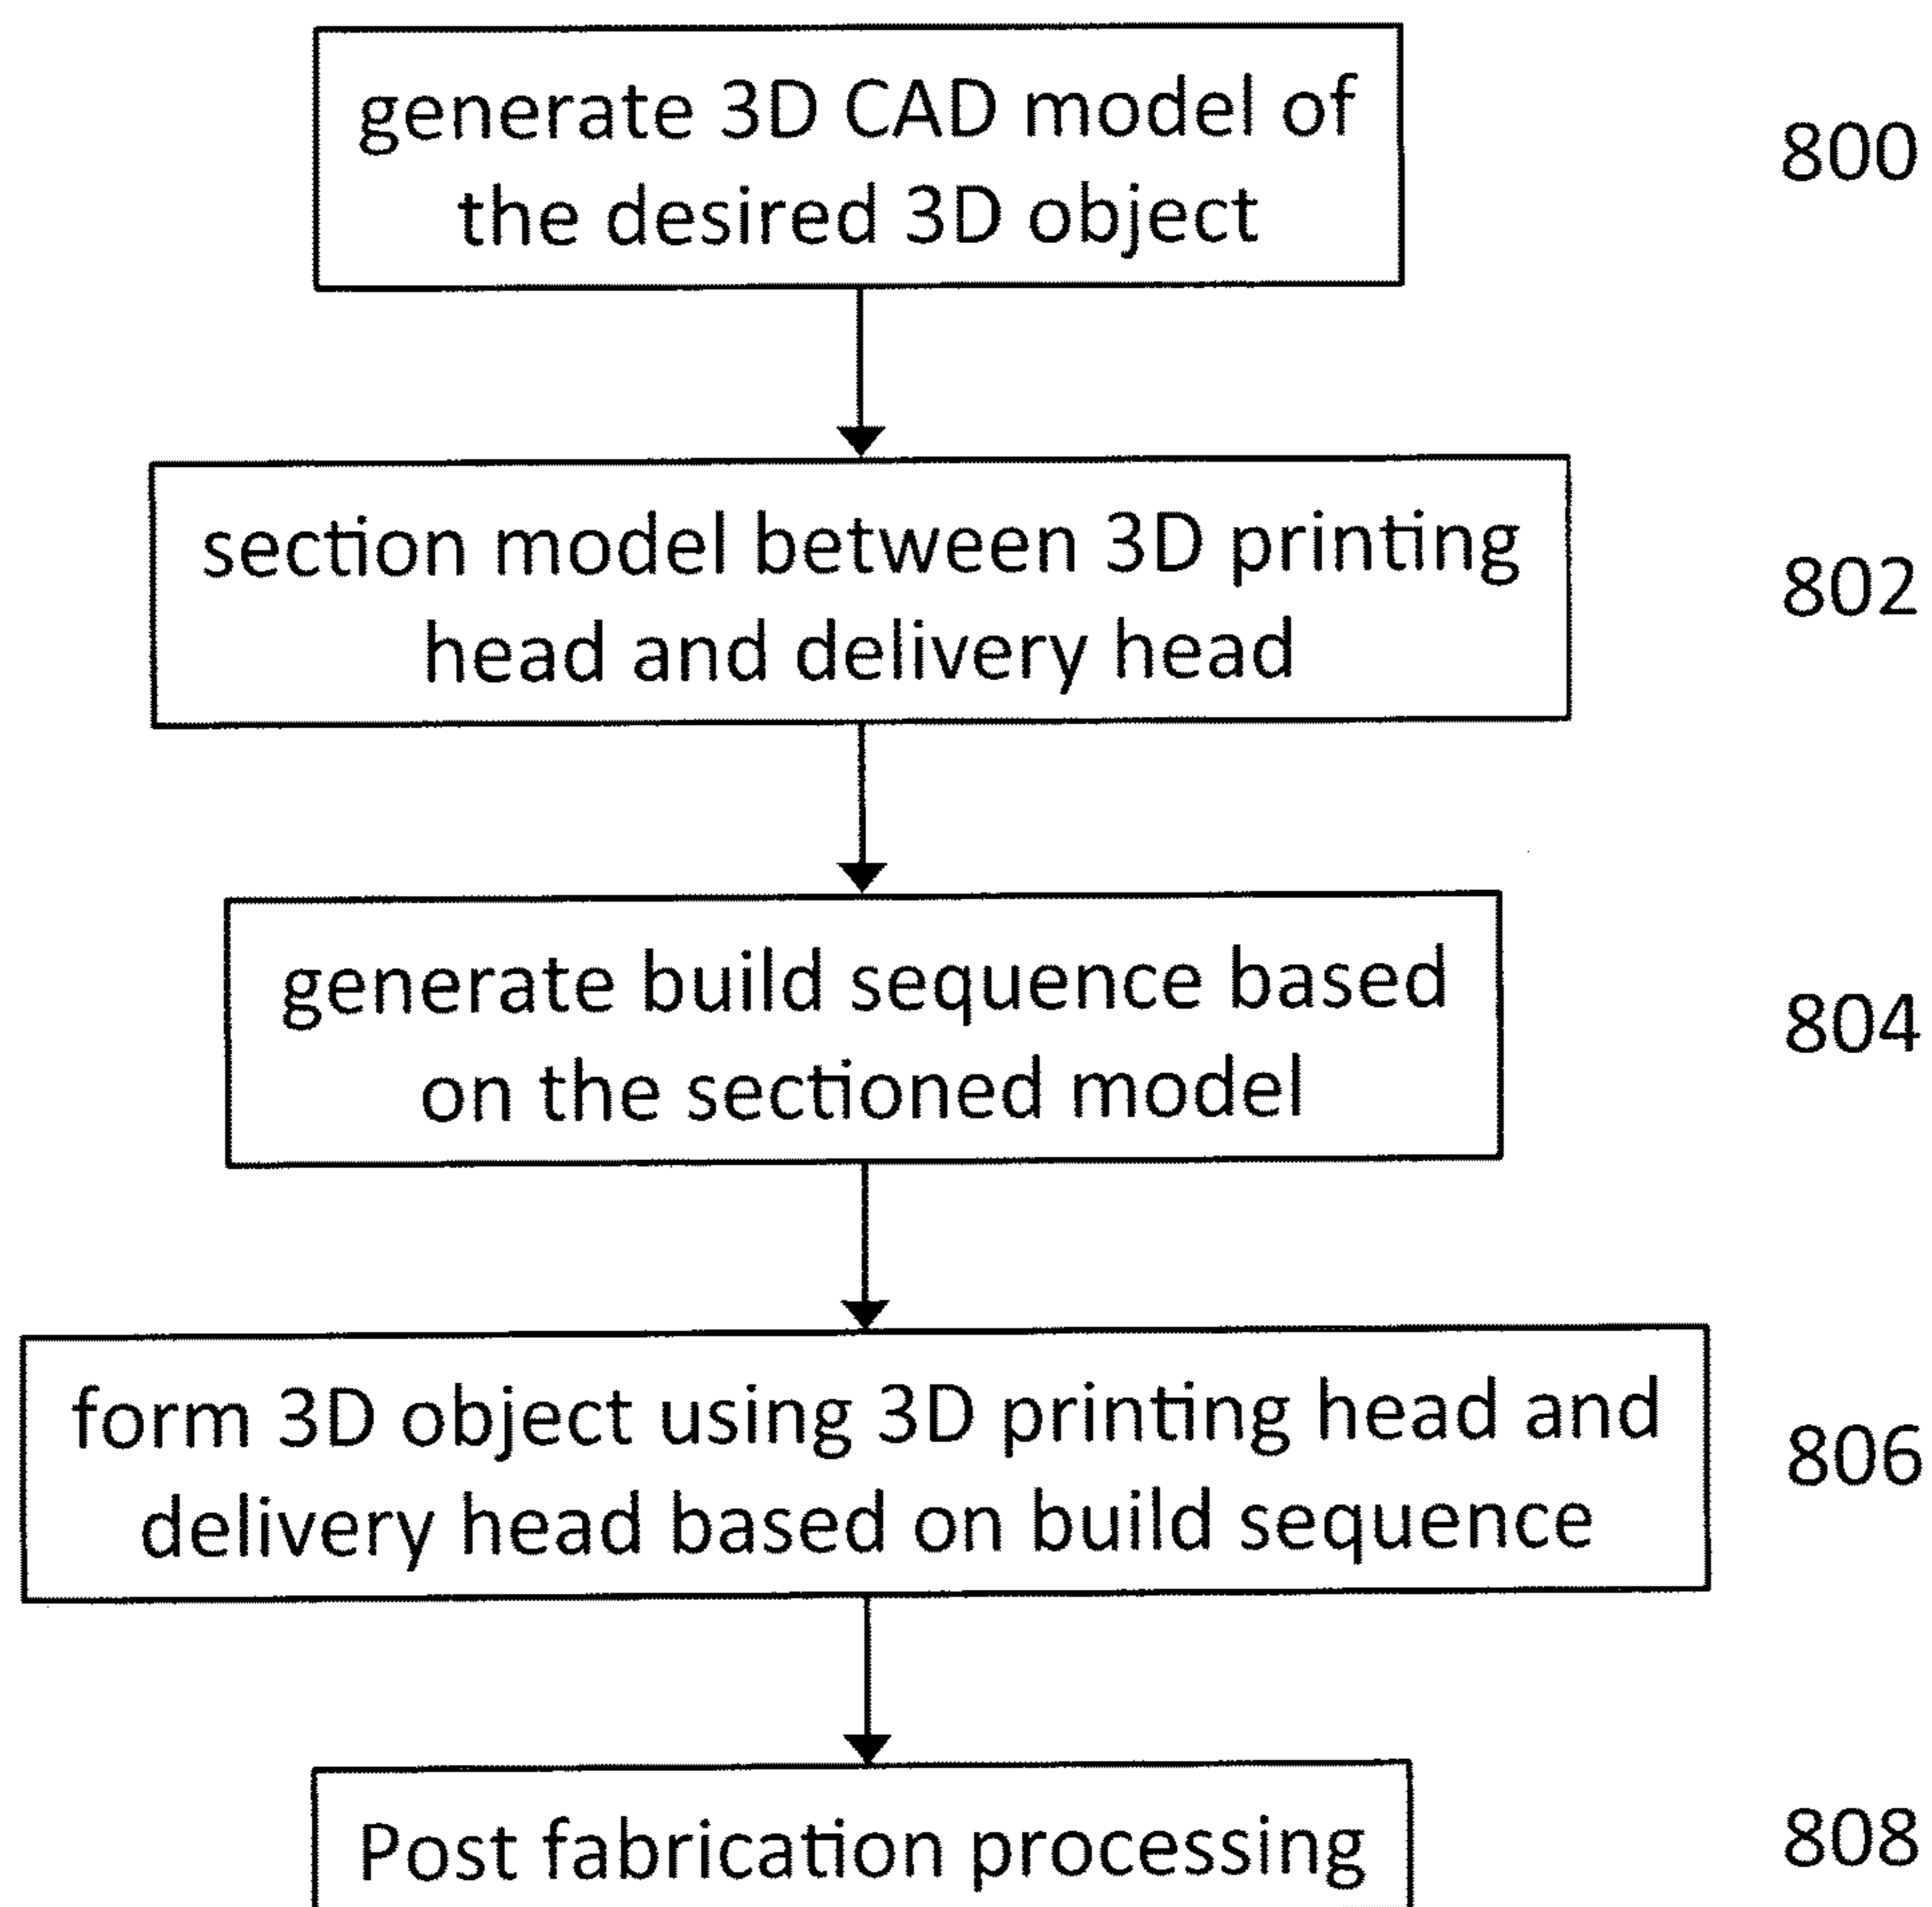 generate 3D CAD model of
the desired 3D object
800
section model between 3D printing
head and delivery head
802
generate build sequence based
on the sectioned model
804
form 3D object using 3D printing head and
delivery head based on build sequence
806
Post fabrication processing
808